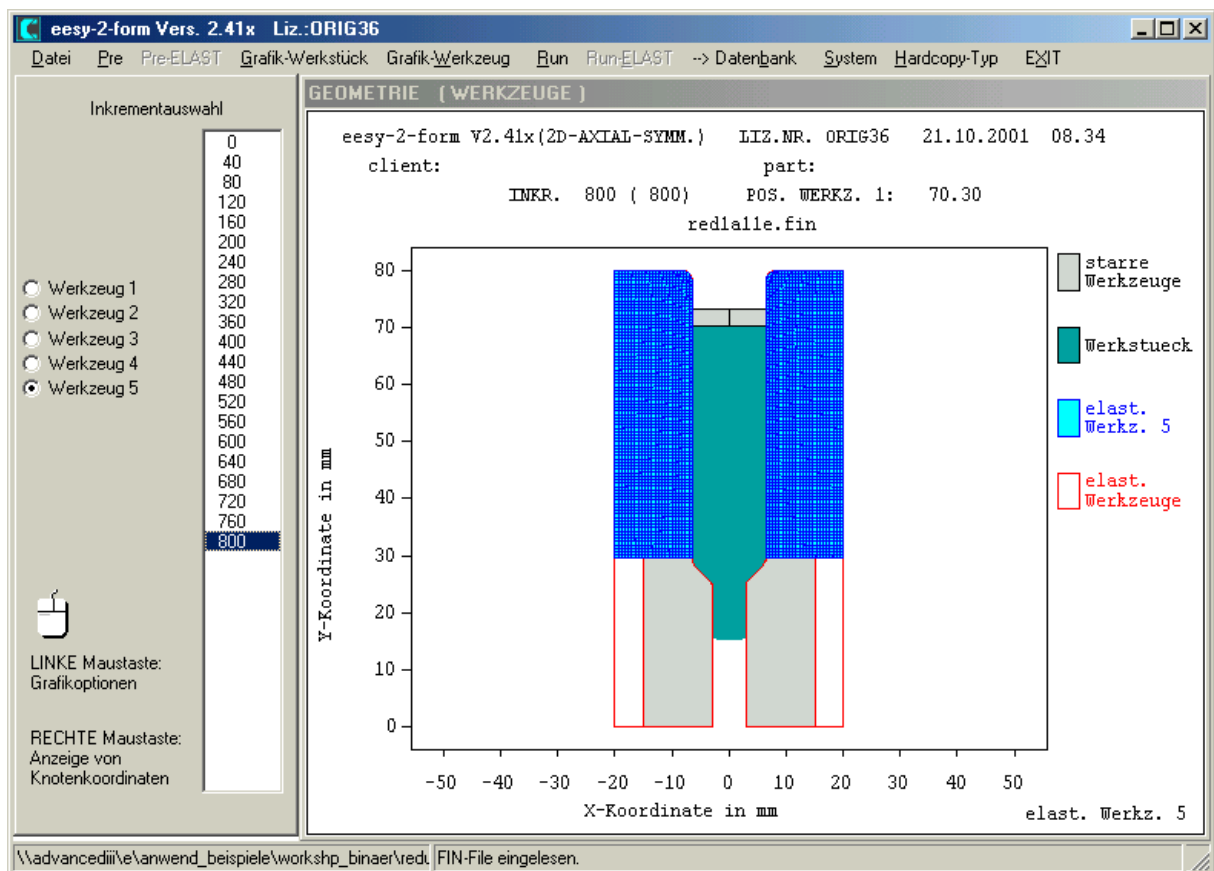 eesy-2-form Vers. 2.41x Liz.:ORIG36
Datei Pre Pre-ELAST Grafik-Werkstück Grafik-Werkzeug Run Run-ELAST --> Datenbank System Hardcopy-Typ EXIT
Inkrementauswahl
0
40
80
120
160
200
240
280
320
360
400
440
480
520
560
600
640
680
720
760
800
Werkzeug 1
Werkzeug 2
Werkzeug 3
Werkzeug 4
Werkzeug 5
LINKE Maustaste:
Grafikoptionen
RECHTE Maustaste:
Anzeige von
Knotenkoordinaten
GEOMETRIE (WERKZEUGE)
eesy-2-form V2.41x(2D-AXIAL-SYMM.) LIZ.NR. ORIG36 21.10.2001 08.34
client: part:
INKR. 800 ( 800) POS. WERKZ. 1: 70.30
redlalle.fin
80
70
60
50
40
30
20
10
0
Y-Koordinate in mm
-50 -40 -30 -20 -10 0 10 20 30 40 50
X-Koordinate in mm
starre
Werkzeuge
Werkstueck
elast.
Werkz. 5
elast.
Werkzeuge
elast. Werkz. 5
\\advancediii\e\anwend_beispiele\workshp_binaer\redu FIN-File eingelesen.